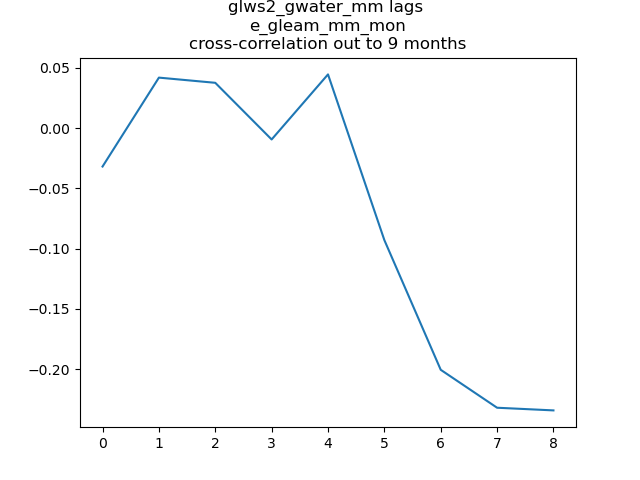 glws2_gwater_mm lags
e_gleam_mm_mon
cross-correlation out to 9 months
0.05
0.00
−0.05
−0.10
−0.15
−0.20
0 1 2 3 4 5 6 7 8